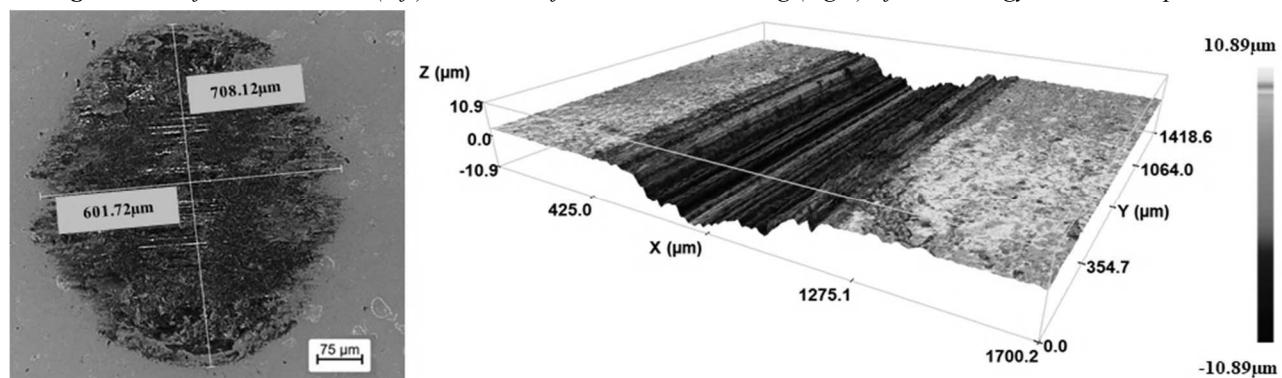 708.12µm
601.72µm
75 µm
Z (µm)
10.9
0.0
-10.9
425.0
X (µm)
1275.1
1700.2
0.0
354.7
Y (µm)
1064.0
1418.6
10.89µm
-10.89µm